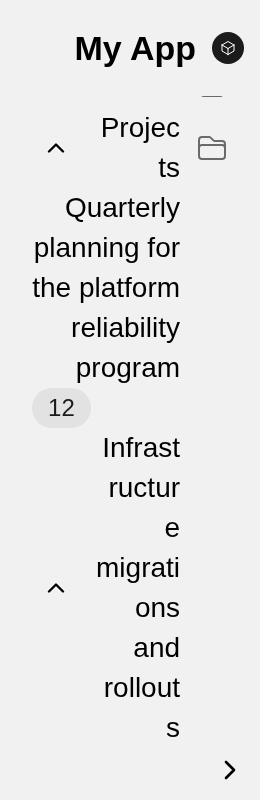 My App
Projec
ts
Quarterly
planning for
the platform
reliability
program
12
Infrast
ructur
e
migrati
ons
and
rollout
s